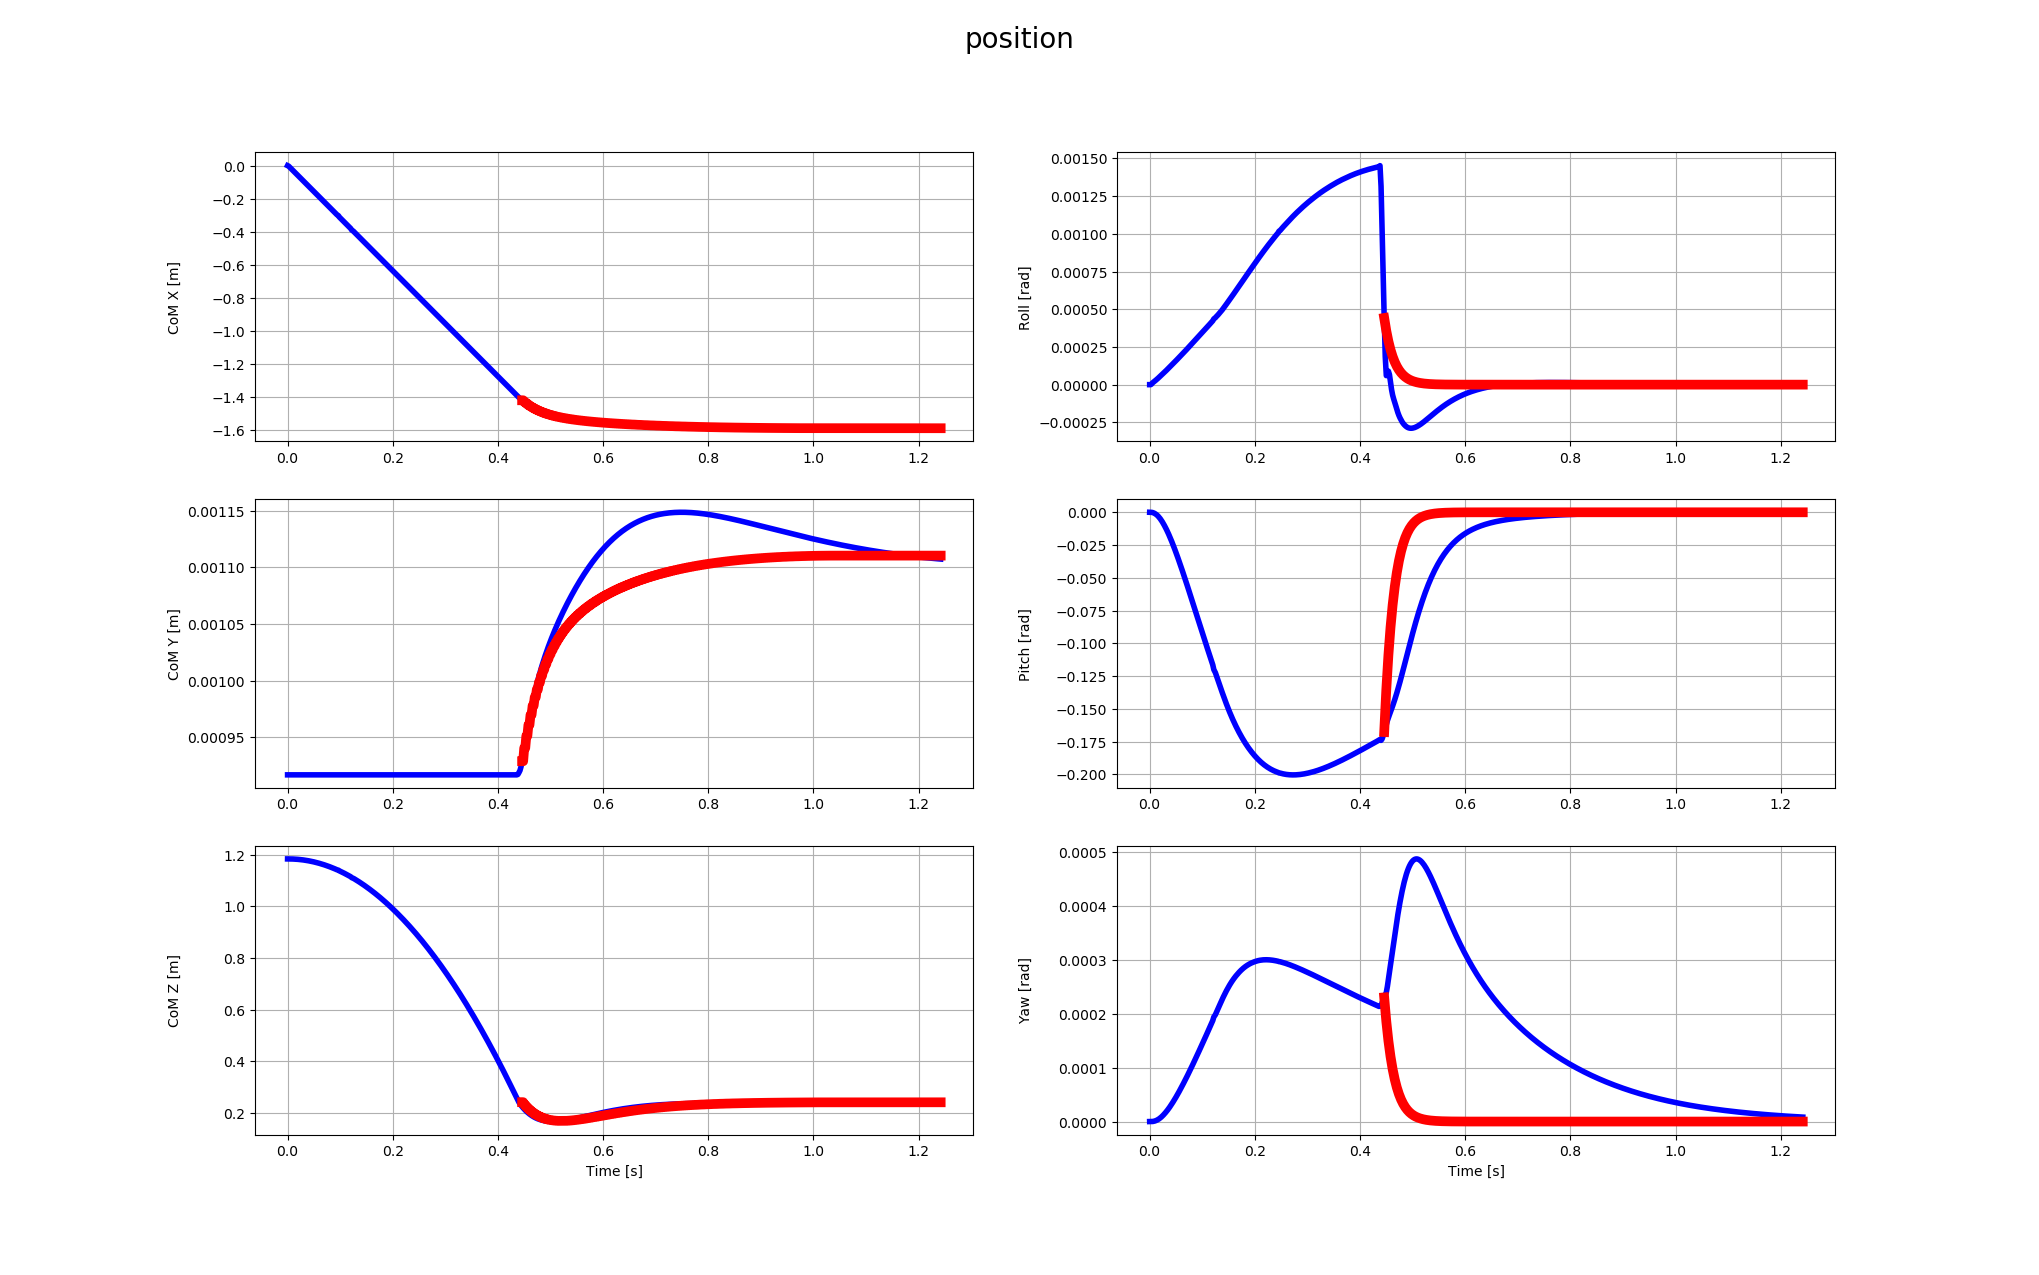 position
0.0
−0.2
−0.4
−0.6
−0.8
−1.0
−1.2
−1.4
−1.6
CoM X [m]
0.0 0.2 0.4 0.6 0.8 1.0 1.2
0.00150
0.00125
0.00100
0.00075
0.00050
0.00025
0.00000
−0.00025
Roll [rad]
0.0 0.2 0.4 0.6 0.8 1.0 1.2
0.00115
0.00110
0.00105
0.00100
0.00095
CoM Y [m]
0.0 0.2 0.4 0.6 0.8 1.0 1.2
0.000
−0.025
−0.050
−0.075
−0.100
−0.125
−0.150
−0.175
−0.200
Pitch [rad]
0.0 0.2 0.4 0.6 0.8 1.0 1.2
1.2
1.0
0.8
0.6
0.4
0.2
CoM Z [m]
0.0 0.2 0.4 0.6 0.8 1.0 1.2
Time [s]
0.0005
0.0004
0.0003
0.0002
0.0001
0.0000
Yaw [rad]
0.0 0.2 0.4 0.6 0.8 1.0 1.2
Time [s]